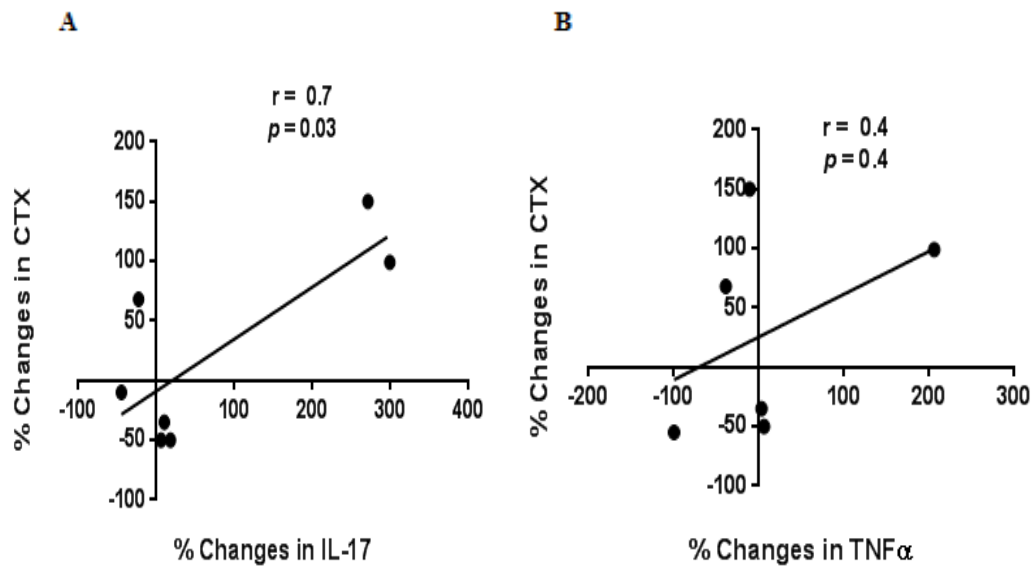 A
r = 0.7
p = 0.03
200
150
100
50
-50
-100
-100
100
200
300
400
% Changes in CTX
% Changes in IL-17
B
r = 0.4
p = 0.4
200
150
100
50
-50
-100
-200
-100
100
200
300
% Changes in CTX
% Changes in TNFα